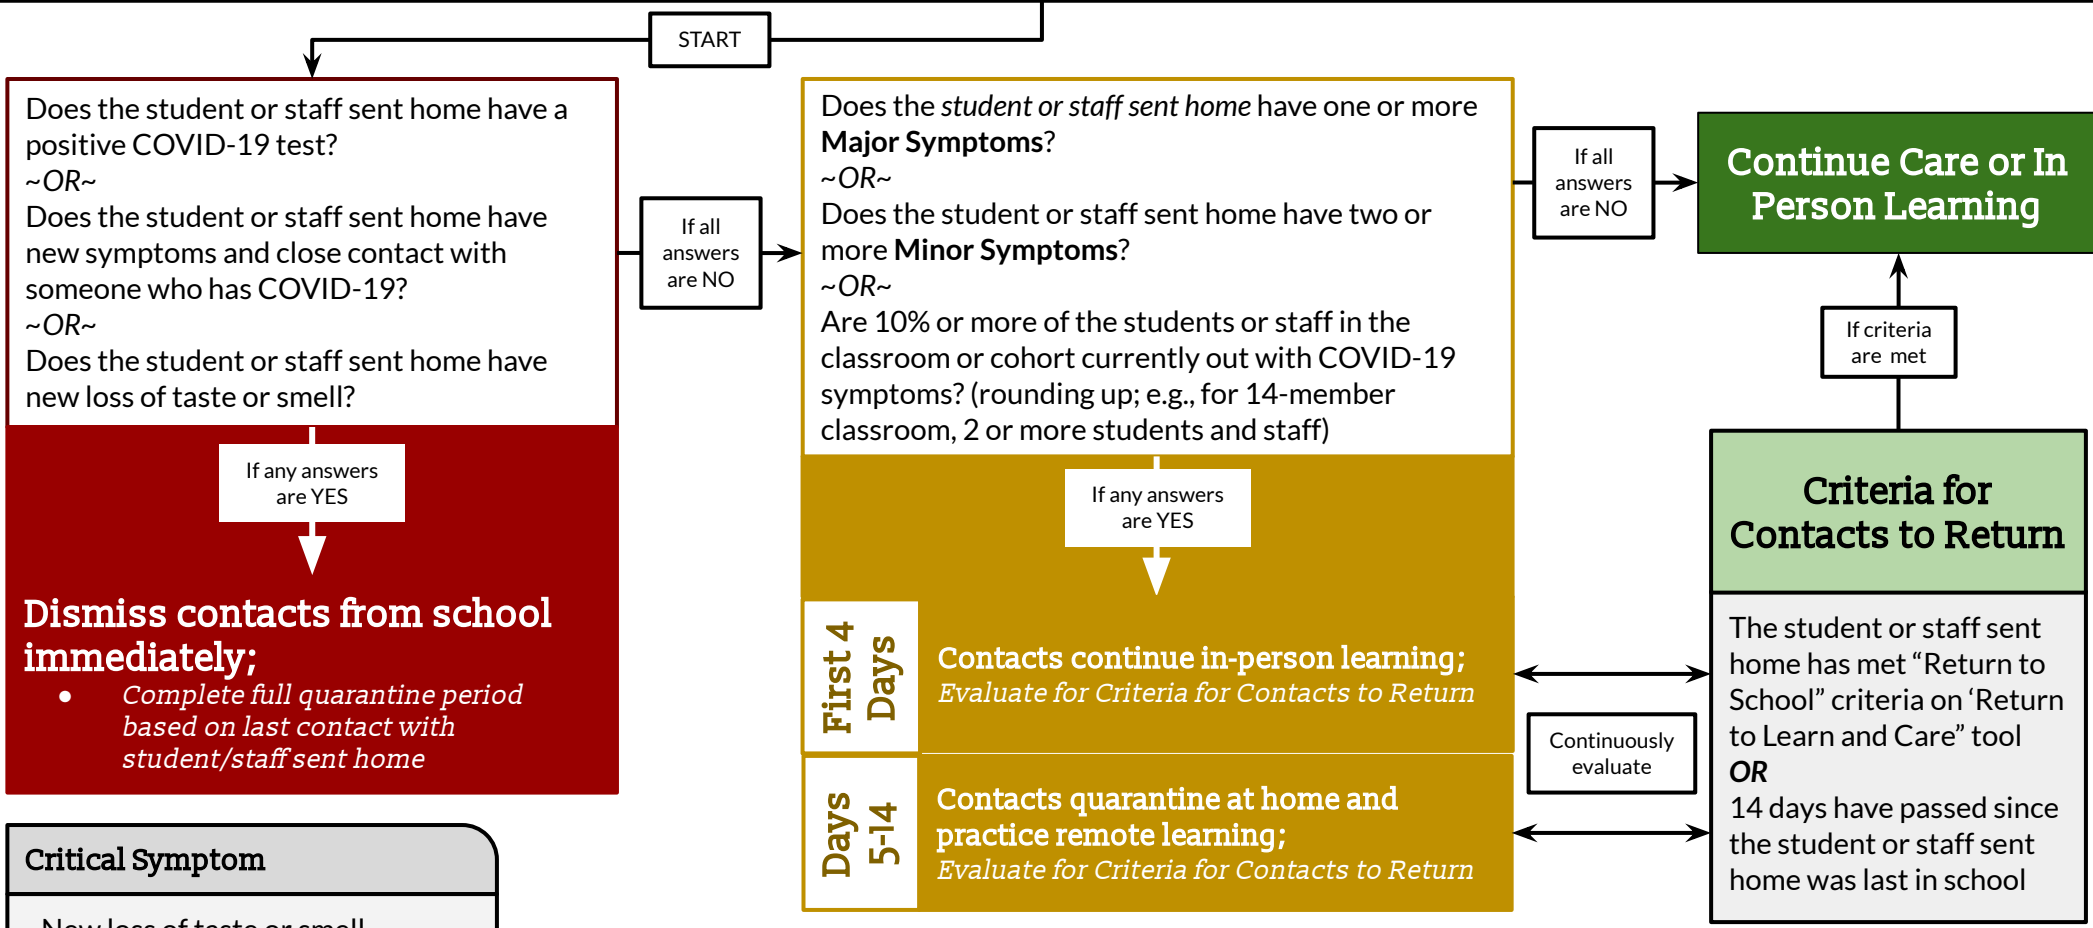 START
Does the student or staff sent home have a
positive COVID-19 test?
~OR~
Does the student or staff sent home have
new symptoms and close contact with
someone who has COVID-19?
~OR~
Does the student or staff sent home have
new loss of taste or smell?
If any answers
are YES
Dismiss contacts from school
immediately;
● Complete full quarantine period
based on last contact with
student/staff sent home
If all
answers
are NO
Does the student or staff sent home have one or more
Major Symptoms?
~OR~
Does the student or staff sent home have two or
more Minor Symptoms?
~OR~
Are 10% or more of the students or staff in the
classroom or cohort currently out with COVID-19
symptoms? (rounding up; e.g., for 14-member
classroom, 2 or more students and staff)
If any answers
are YES
First 4
Days
Contacts continue in-person learning;
Evaluate for Criteria for Contacts to Return
Days
5-14
Contacts quarantine at home and
practice remote learning;
Evaluate for Criteria for Contacts to Return
If all
answers
are NO
Continue Care or In
Person Learning
If criteria
are met
Criteria for
Contacts to Return
The student or staff sent
home has met “Return to
School” criteria on ‘Return
to Learn and Care” tool
OR
14 days have passed since
the student or staff sent
home was last in school
Continuously
evaluate
Critical Symptom
New loss of taste or smell